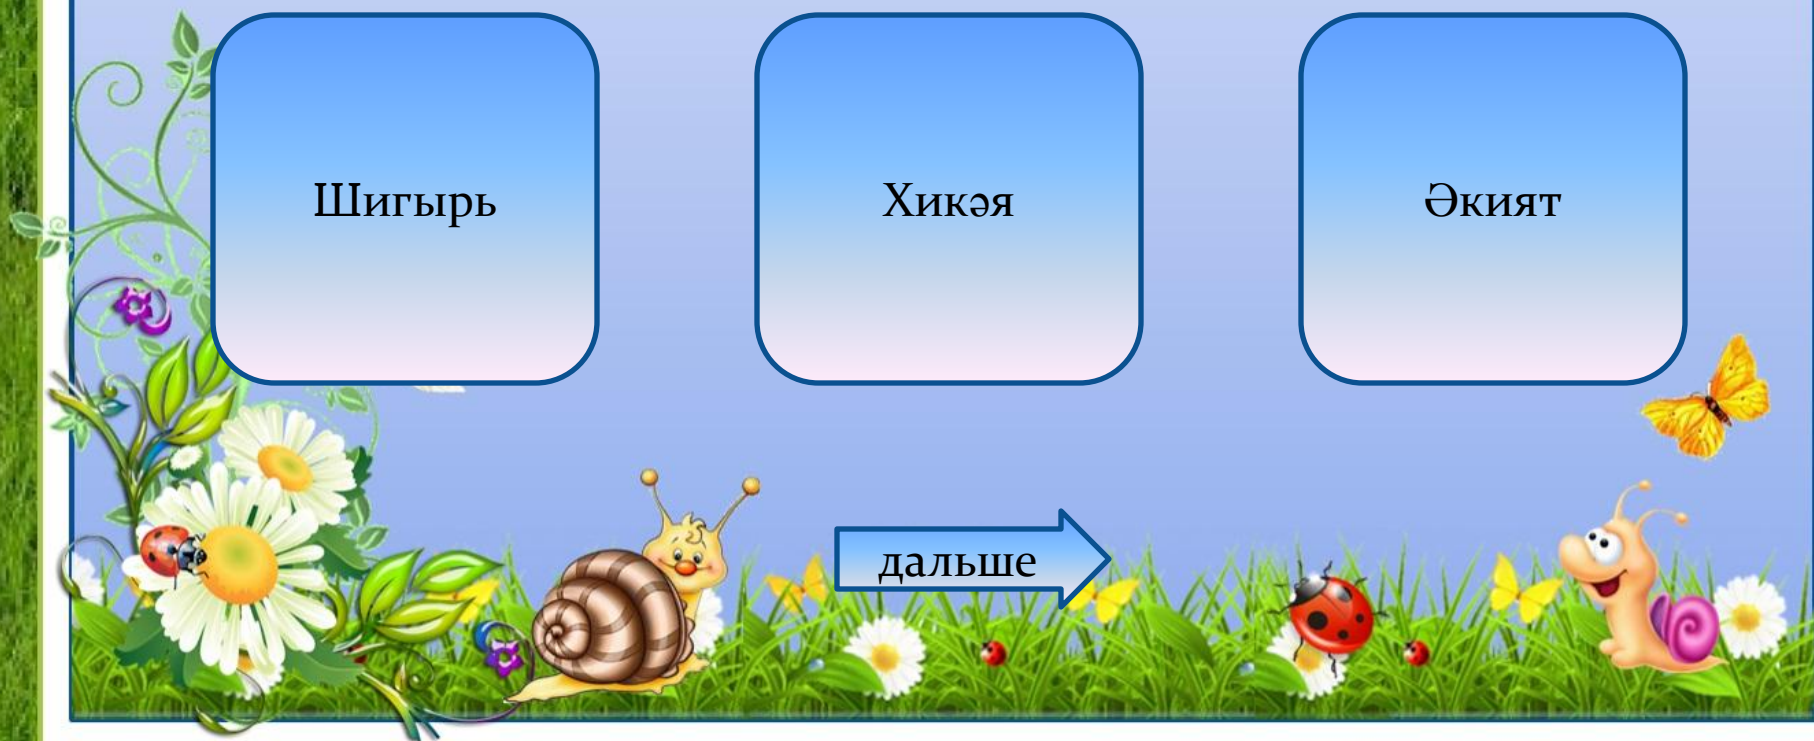 Шигырь
Хикәя
Әкият
дальше